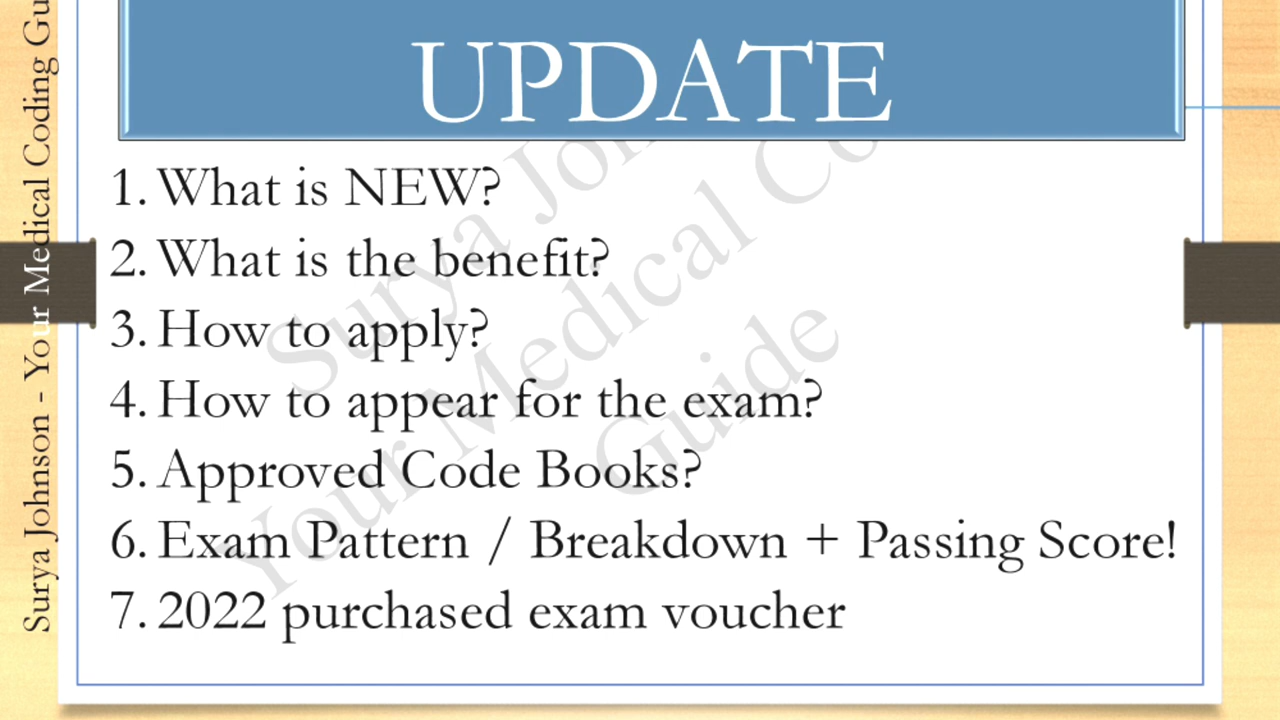 UPDATE
1. What is NEW?
2. What is the benefit?
3. How to apply?
4. How to appear for the exam?
5. Approved Code Books?
6. Exam Pattern / Breakdown + Passing Score!
7. 2022 purchased exam voucher
Surya Johnson - Your Medical Coding Gu
Surya Joh
Your Medical Co
Guide